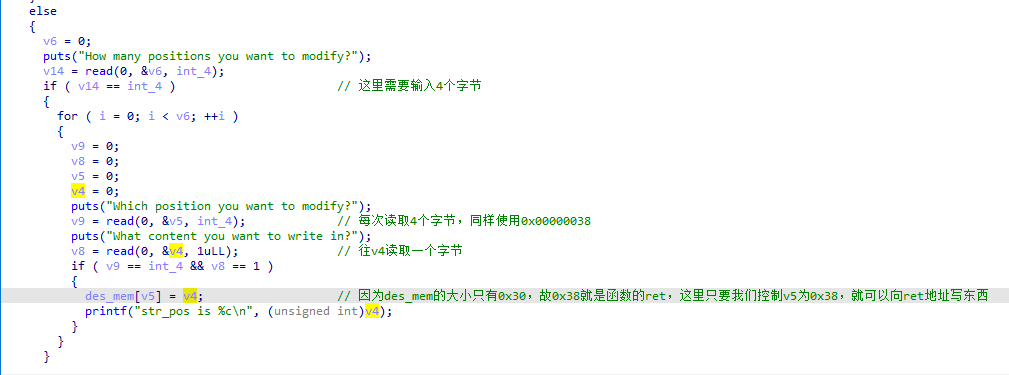 else
{
v6 = 0;
puts("How many positions you want to modify?");
v14 = read(0, &v6, int_4);
if ( v14 == int_4 ) // 这里需要输入4个字节
{
for ( i = 0; i < v6; ++i )
{
v9 = 0;
v8 = 0;
v5 = 0;
v4 = 0;
puts("Which position you want to modify?");
v9 = read(0, &v5, int_4); // 每次读取4个字节，同样使用0x00000038
puts("What content you want to write in?");
v8 = read(0, &v4, 1uLL); // 往v4读取一个字节
if ( v9 == int_4 && v8 == 1 )
{
des_mem[v5] = v4; // 因为des_mem的大小只有0x30，故0x38就是函数的ret，这里只要我们控制v5为0x38，就可以向ret地址写东西
printf("str_pos is %c\n", (unsigned int)v4);
}
}
}